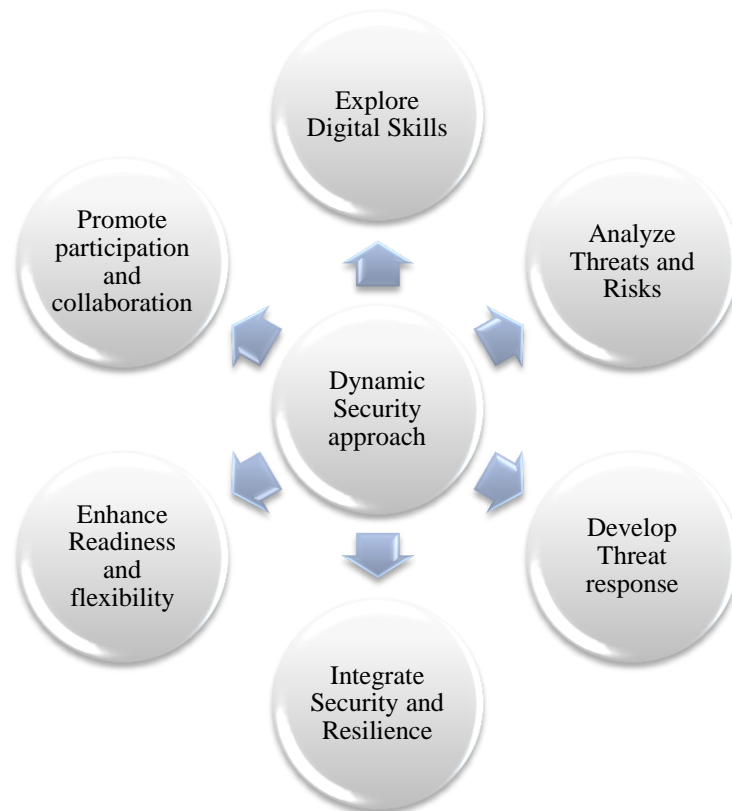 Explore
Digital Skills
Promote
participation
and
collaboration
Analyze
Threats and
Risks
Dynamic
Security
approach
Enhance
Readiness
and
flexibility
Develop
Threat
response
Integrate
Security and
Resilience